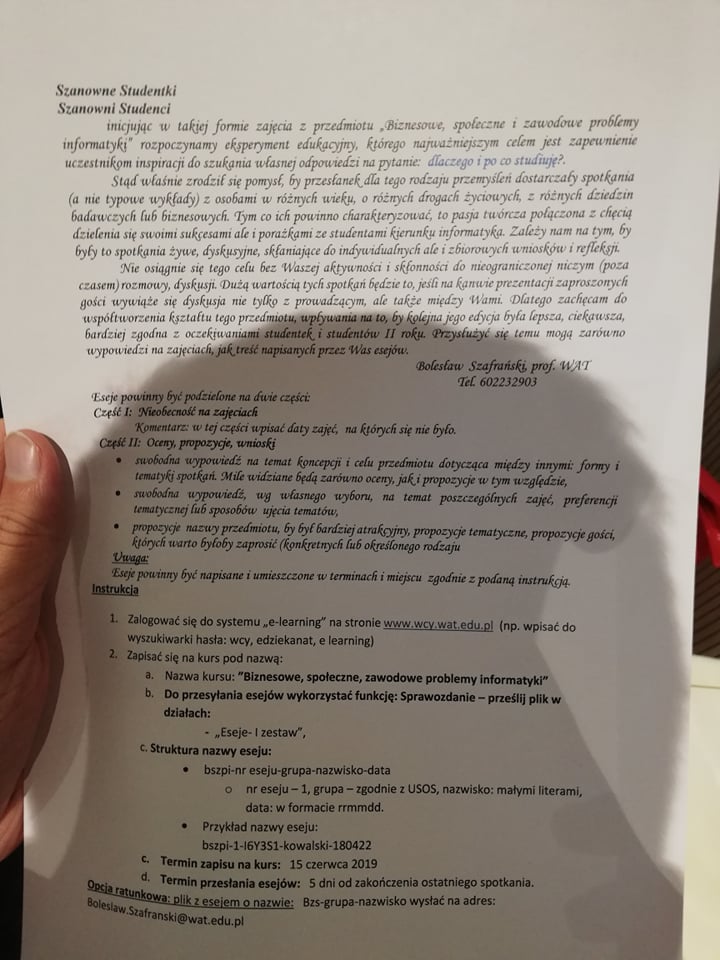 Szanowne Studentki
Szanowni Studenci
inicjując w takiej formie zajęcia z przedmiotu „Biznesowe, społeczne i zawodowe problemy
informatyki” rozpoczynamy eksperyment edukacyjny, którego najważniejszym celem jest zapewnienie
uczestnikom inspiracji do szukania własnej odpowiedzi na pytanie: dlaczego i po co studiuję?.
Stąd właśnie zrodził się pomysł, by przesłanek dla tego rodzaju przemyśleń dostarczały spotkania
(a nie typowe wykłady) z osobami w różnych wieku, o różnych drogach życiowych, z różnych dziedzin
badawczych lub biznesowych. Tym co ich powinno charakteryzować, to pasja twórcza połączona z chęcią
dzielenia się swoimi sukcesami ale i porażkami ze studentami kierunku informatyka. Zależy nam na tym, by
były to spotkania żywe, dyskusyjne, skłaniające do indywidualnych ale i zbiorowych wniosków i refleksji.
Nie osiągnie się tego celu bez Waszej aktywności i skłonności do nieograniczonej niczym (poza
czasem) rozmowy, dyskusji. Dużą wartością tych spotkań będzie to, jeśli na kanwie prezentacji zaproszonych
gości wywiąże się dyskusja nie tylko z prowadzącym, ale także między Wami. Dlatego zachęcam do
współtworzenia kształtu tego przedmiotu, wpływania na to, by kolejna jego edycja była lepsza, ciekawsza,
bardziej zgodna z oczekiwaniami studentek i studentów II roku. Przysłużyć się temu mogą zarówno
wypowiedzi na zajęciach, jak treść napisanych przez Was esejów.
Bolesław Szafrański, prof. WAT
Tel. 602232903
Eseje powinny być podzielone na dwie części:
Część I: Nieobecność na zajęciach
Komentarz: w tej części wpisać daty zajęć, na których się nie było.
Część II: Oceny, propozycje, wnioski
• swobodna wypowiedź na temat koncepcji i celu przedmiotu dotycząca między innymi: formy i
tematyki spotkań. Mile widziane będą zarówno oceny, jak i propozycje w tym względzie,
• swobodna wypowiedź, wg własnego wyboru, na temat poszczególnych zajęć, preferencji
tematycznej lub sposobów ujęcia tematów,
• propozycje nazwy przedmiotu, by był bardziej atrakcyjny, propozycje tematyczne, propozycje gości,
których warto byłoby zaprosić (konkretnych lub określonego rodzaju
Uwaga:
Eseje powinny być napisane i umieszczone w terminach i miejscu zgodnie z podaną instrukcją.
Instrukcja
1. Zalogować się do systemu „e-learning” na stronie www.wcy.wat.edu.pl (np. wpisać do
wyszukiwarki hasła: wcy, edziekanat, e learning)
2. Zapisać się na kurs pod nazwą:
a. Nazwa kursu: ”Biznesowe, społeczne, zawodowe problemy informatyki”
b. Do przesyłania esejów wykorzystać funkcję: Sprawozdanie – prześlij plik w
działach:
- „Eseje- I zestaw”,
c. Struktura nazwy eseju:
• bszpi-nr eseju-grupa-nazwisko-data
o nr eseju – 1, grupa – zgodnie z USOS, nazwisko: małymi literami,
data: w formacie rrmmdd.
• Przykład nazwy eseju:
bszpi-1-I6Y3S1-kowalski-180422
c. Termin zapisu na kurs: 15 czerwca 2019
d. Termin przesłania esejów: 5 dni od zakończenia ostatniego spotkania.
Opcja ratunkowa: plik z esejem o nazwie: Bzs-grupa-nazwisko wysłać na adres:
Boleslaw.Szafranski@wat.edu.pl